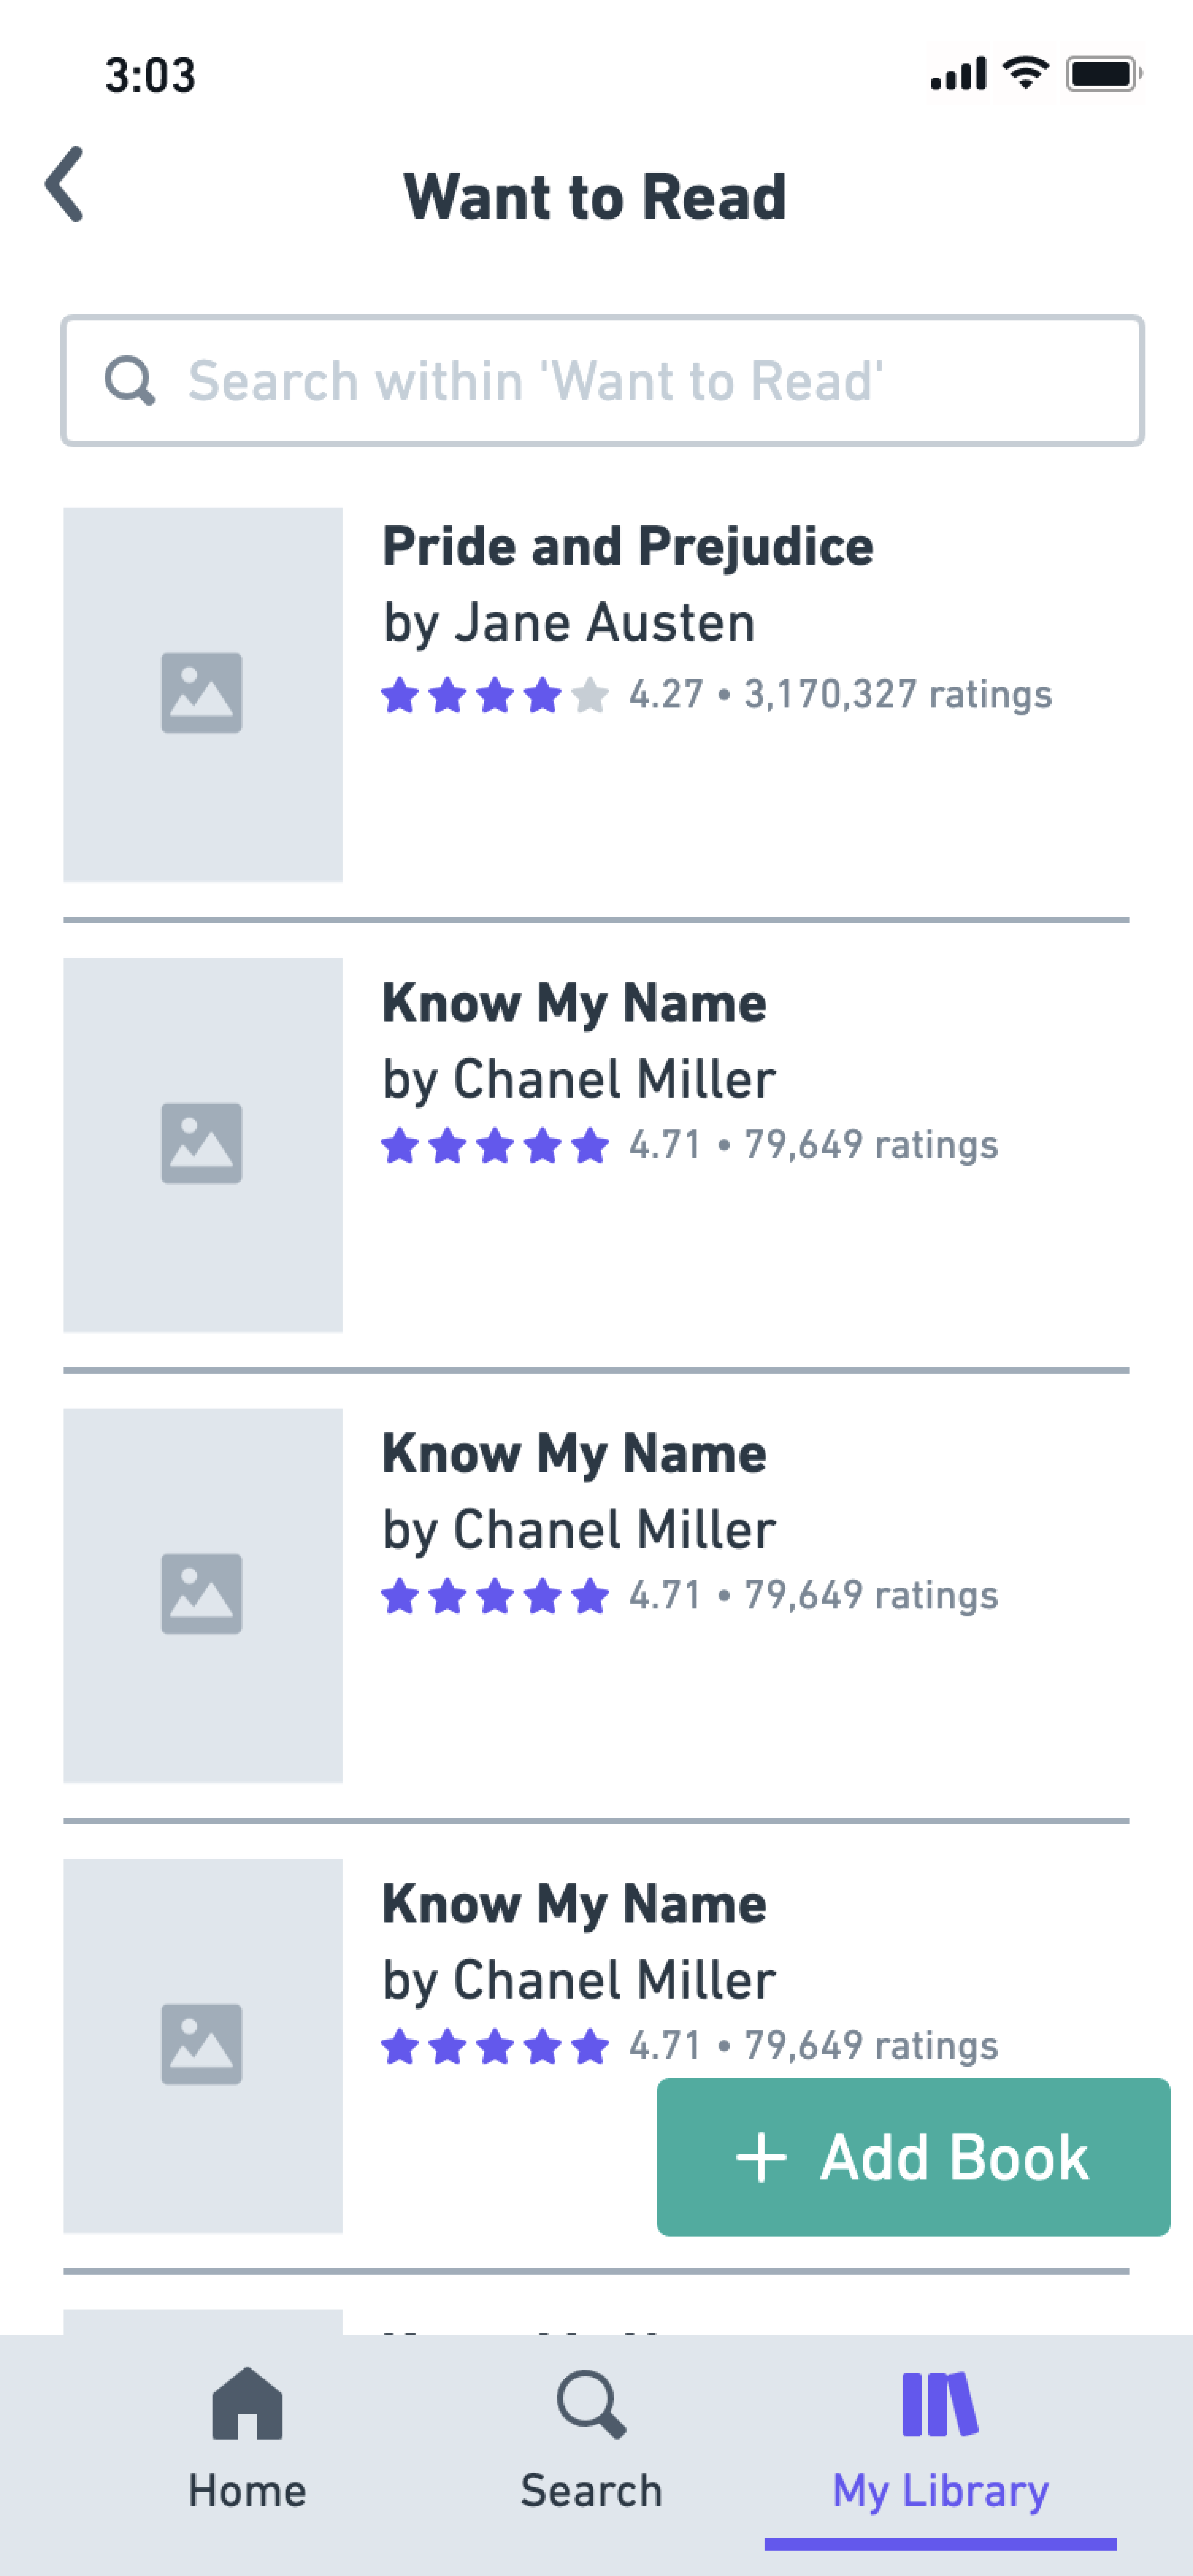 3:03
Want to Read
Search within 'Want to Read'
Pride and Prejudice
by Jane Austen
4.27 • 3,170,327 ratings
Know My Name
by Chanel Miller
4.71 • 79,649 ratings
Know My Name
by Chanel Miller
4.71 • 79,649 ratings
Know My Name
by Chanel Miller
4.71 • 79,649 ratings
+ Add Book
Home
Search
My Library